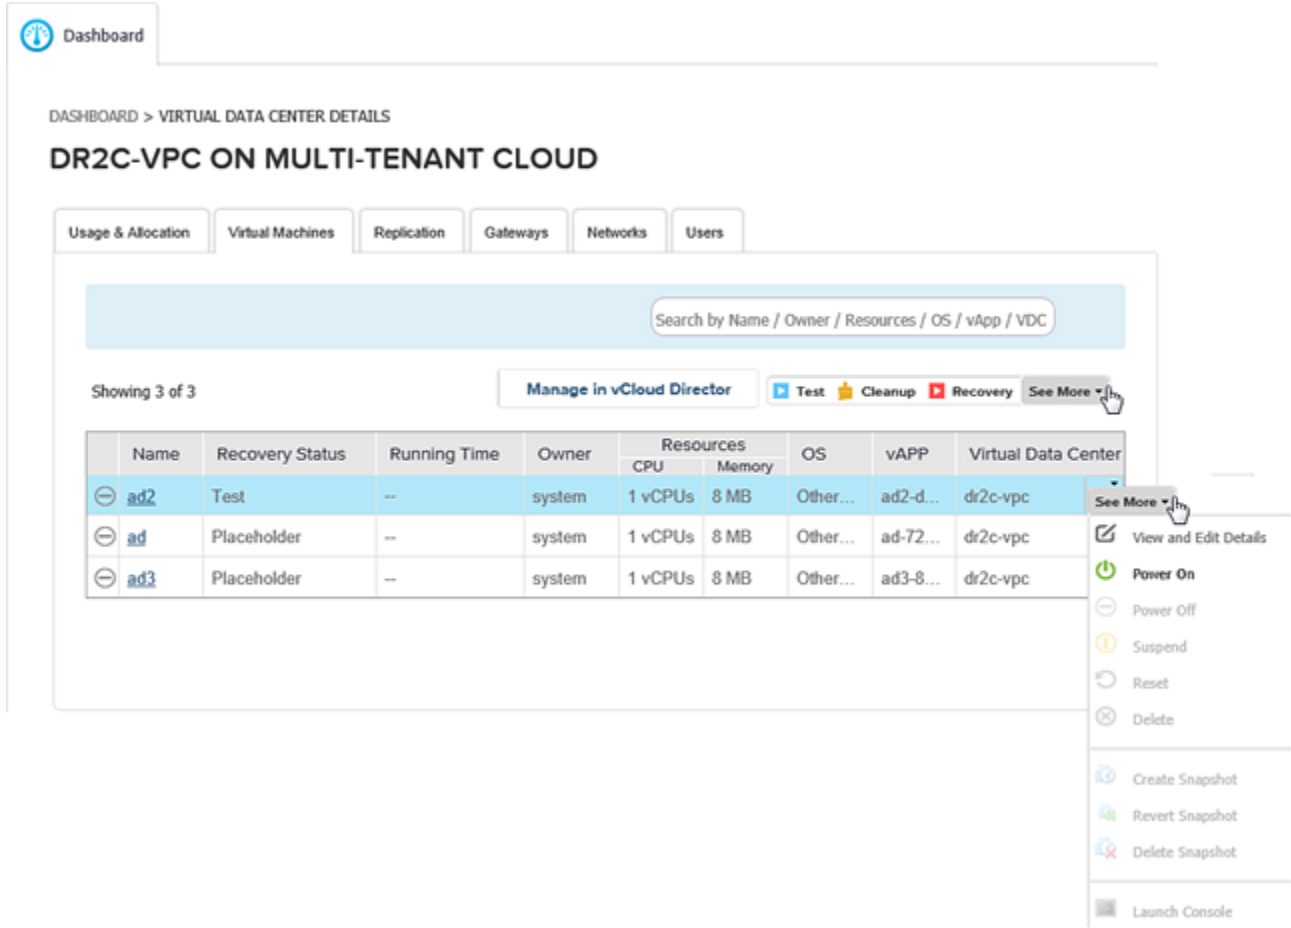 Dashboard
DASHBOARD > VIRTUAL DATA CENTER DETAILS
DR2C-VPC ON MULTI-TENANT CLOUD
Usage & Allocation Virtual Machines Replication Gateways Networks Users
Search by Name / Owner / Resources / OS / vApp / VDC
Showing 3 of 3 Manage in vCloud Director Test Cleanup Recovery See More
Name Recovery Status Running Time Owner Resources OS vAPP Virtual Data Center
CPU Memory
ad2 Test -- system 1 vCPUs 8 MB Other... ad2-d... dr2c-vpc
See More
ad Placeholder -- system 1 vCPUs 8 MB Other... ad-72... dr2c-vpc
View and Edit Details
ad3 Placeholder -- system 1 vCPUs 8 MB Other... ad3-8... dr2c-vpc
Power On
Power Off
Suspend
Reset
Delete
Create Snapshot
Revert Snapshot
Delete Snapshot
Launch Console